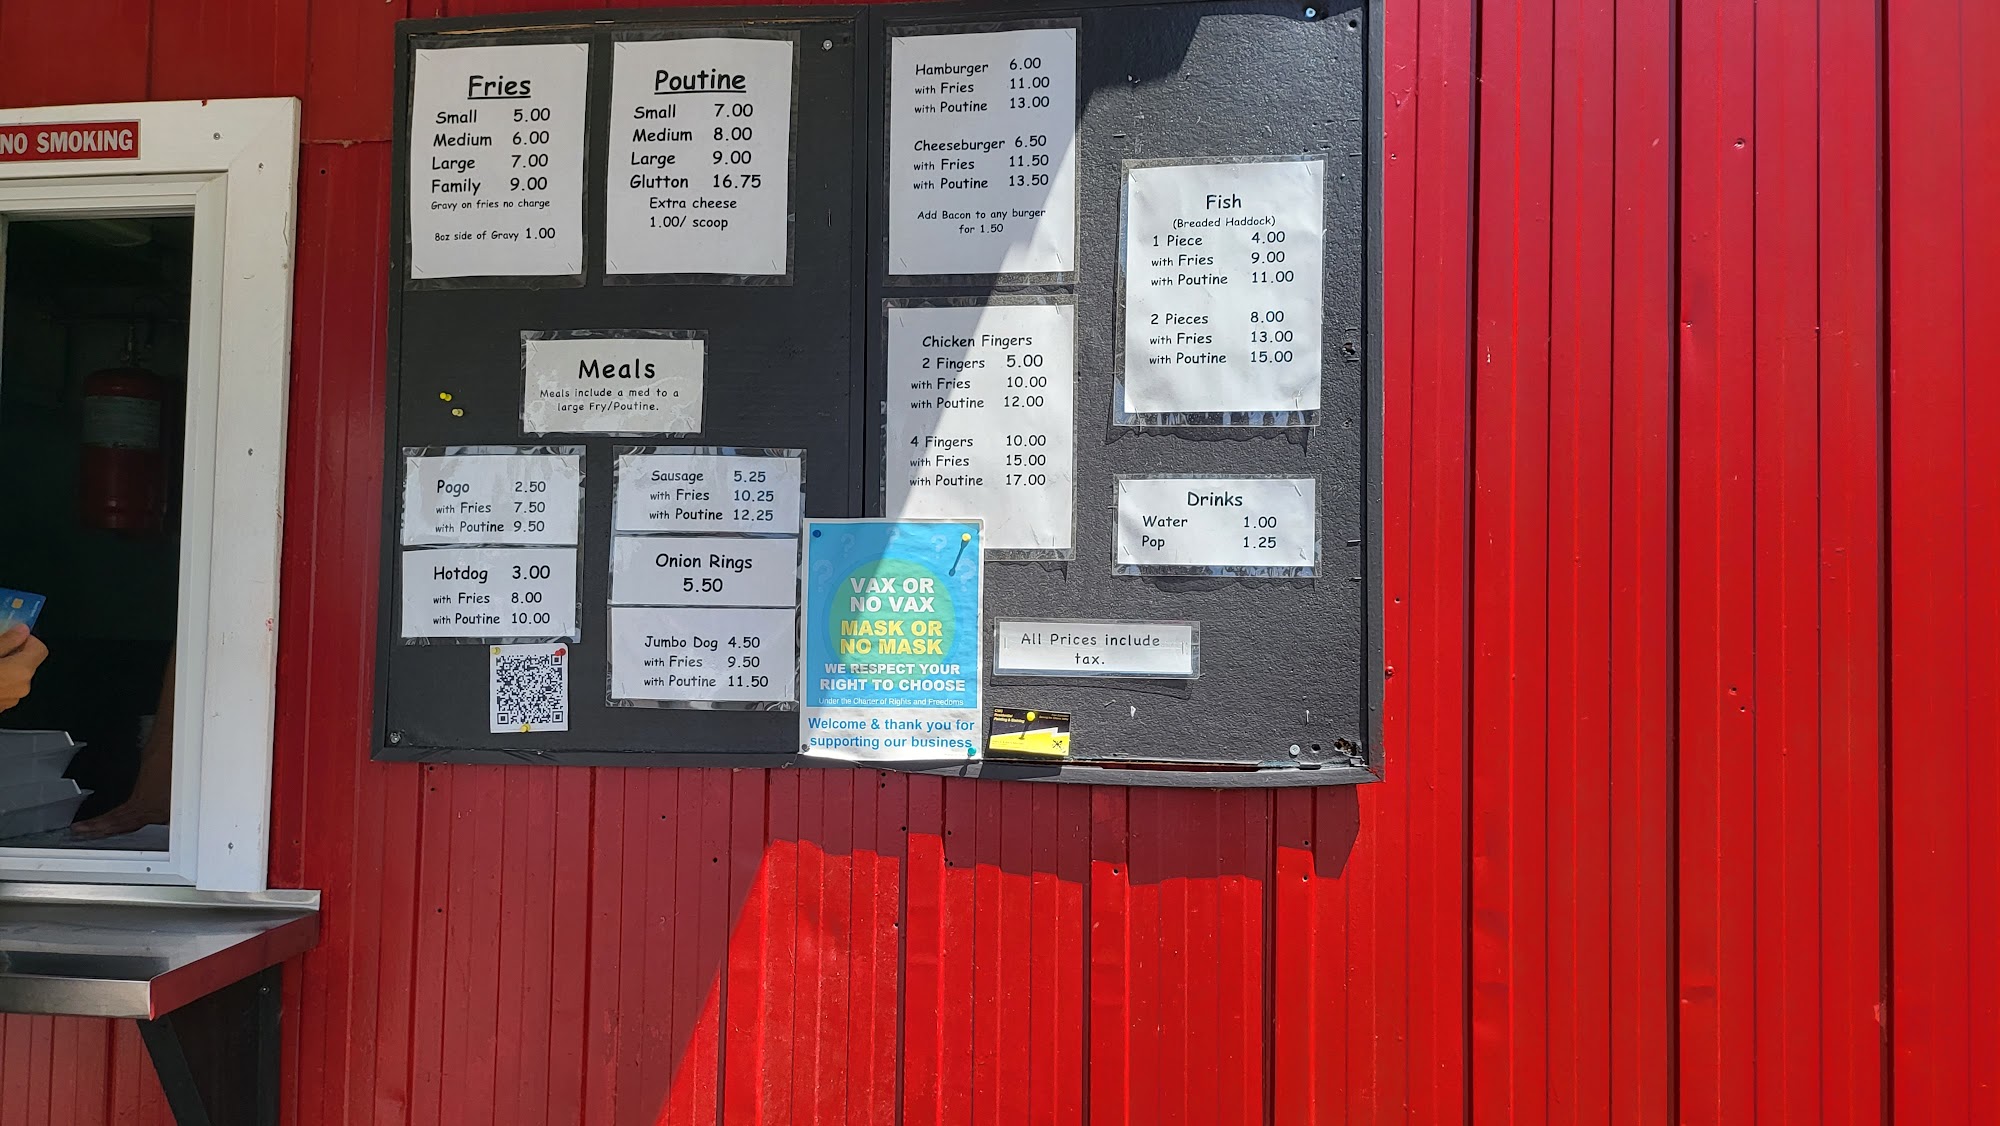 NO SMOKING
Fries
Small 5.00
Medium 6.00
Large 7.00
Family 9.00
Gravy on fries no charge
8oz side of Gravy 1.00
Poutine
Small 7.00
Medium 8.00
Large 9.00
Glutton 16.75
Extra cheese
1.00/ scoop
Meals
Meals include a med to a
large Fry/Poutine.
Pogo 2.50
with Fries 7.50
with Poutine 9.50
Hotdog 3.00
with Fries 8.00
with Poutine 10.00
Sausage 5.25
with Fries 10.25
with Poutine 12.25
Onion Rings
5.50
Jumbo Dog 4.50
with Fries 9.50
with Poutine 11.50
Hamburger 6.00
with Fries 11.00
with Poutine 13.00
Cheeseburger 6.50
with Fries 11.50
with Poutine 13.50
Add Bacon to any burger
for 1.50
Chicken Fingers
2 Fingers 5.00
with Fries 10.00
with Poutine 12.00
4 Fingers 10.00
with Fries 15.00
with Poutine 17.00
Fish
(Breaded Haddock)
1 Piece 4.00
with Fries 9.00
with Poutine 11.00
2 Pieces 8.00
with Fries 13.00
with Poutine 15.00
Drinks
Water 1.00
Pop 1.25
VAX OR
NO VAX
MASK OR
NO MASK
WE RESPECT YOUR
RIGHT TO CHOOSE
Under the Charter of Rights and Freedoms
Welcome & thank you for
supporting our business
All Prices include
tax.